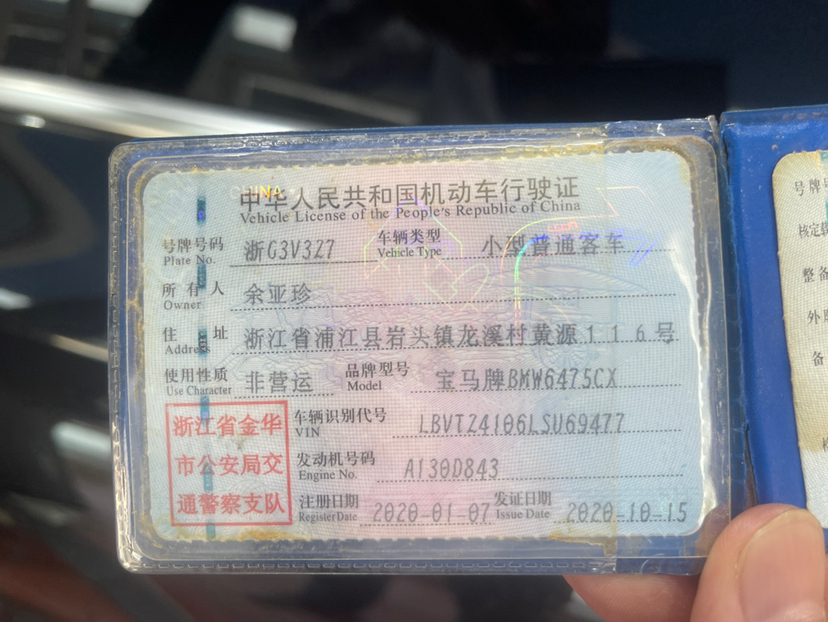 中华人民共和国机动车行驶证
Vehicle License of the People's Republic of China
号牌号码 浙G3V3Z7 车辆类型 小型普通客车
Plate No. Vehicle Type
所有人 余亚珍
Owner
住址 浙江省浦江县岩头镇龙溪村黄源116号
Address
使用性质 非营运 品牌型号 宝马牌BMW6475CX
Use Character Model
浙江省金华
市公安局交
通警察支队
车辆识别代号 LBVTZ4106LSU69477
VIN
发动机号码 A130D843
Engine No.
注册日期 2020-01-07 发证日期 2020-10-15
Register Date Issue Date
号牌
核定载
整备
外
备